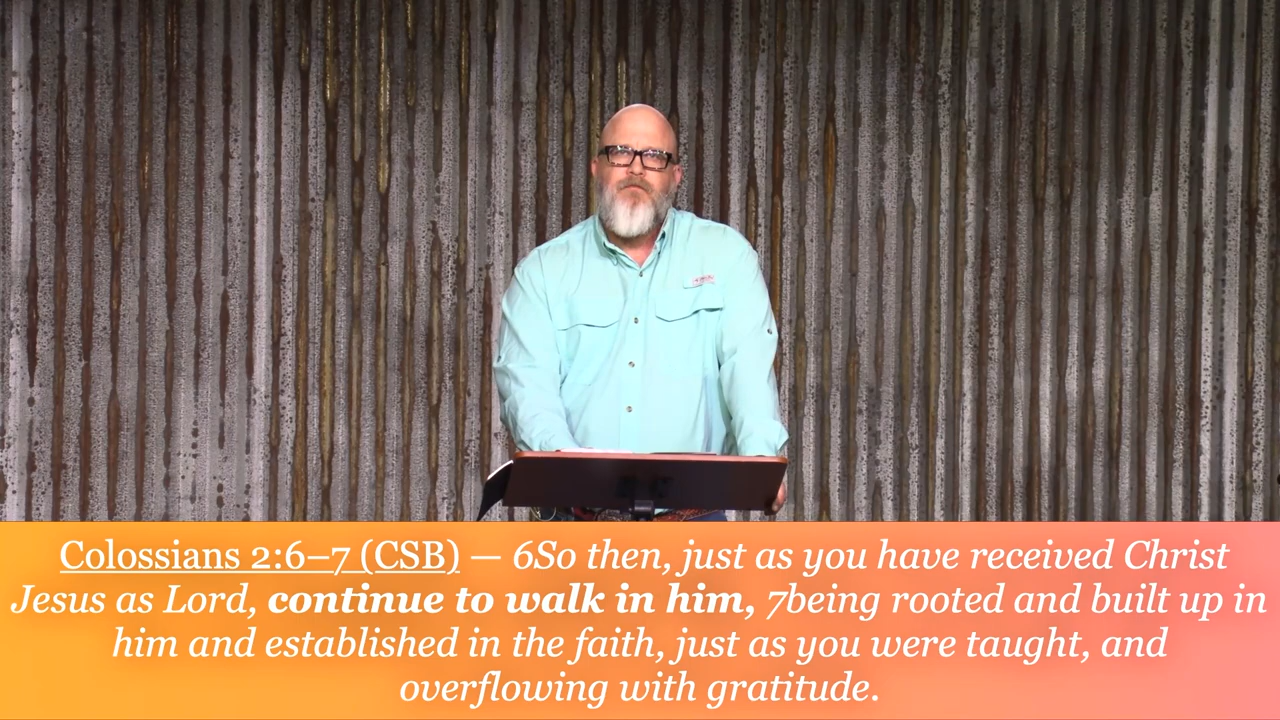 Colossians 2:6–7 (CSB) — 6So then, just as you have received Christ
Jesus as Lord, continue to walk in him, 7being rooted and built up in
him and established in the faith, just as you were taught, and
overflowing with gratitude.